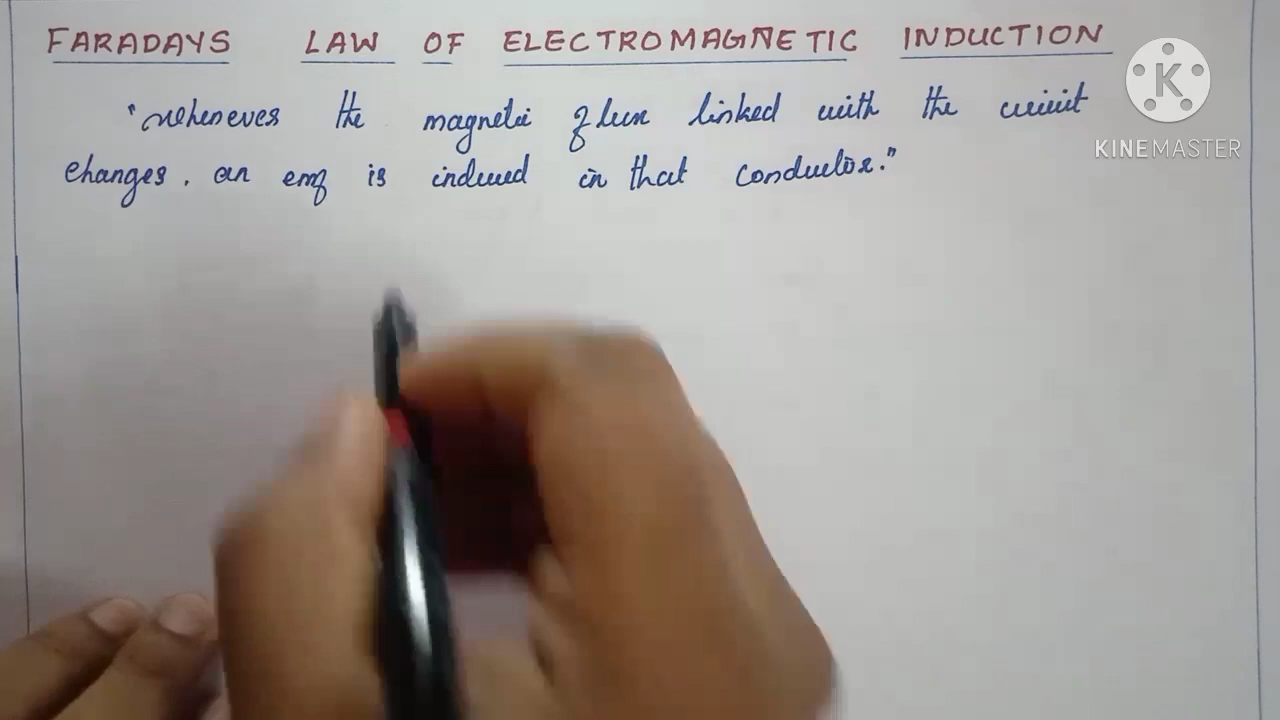 FARADAYS LAW OF ELECTROMAGNETIC INDUCTION
"Whenever the magnetic flux linked with the circuit
changes, an emf is induced in that conductor."
K
KINEMASTER